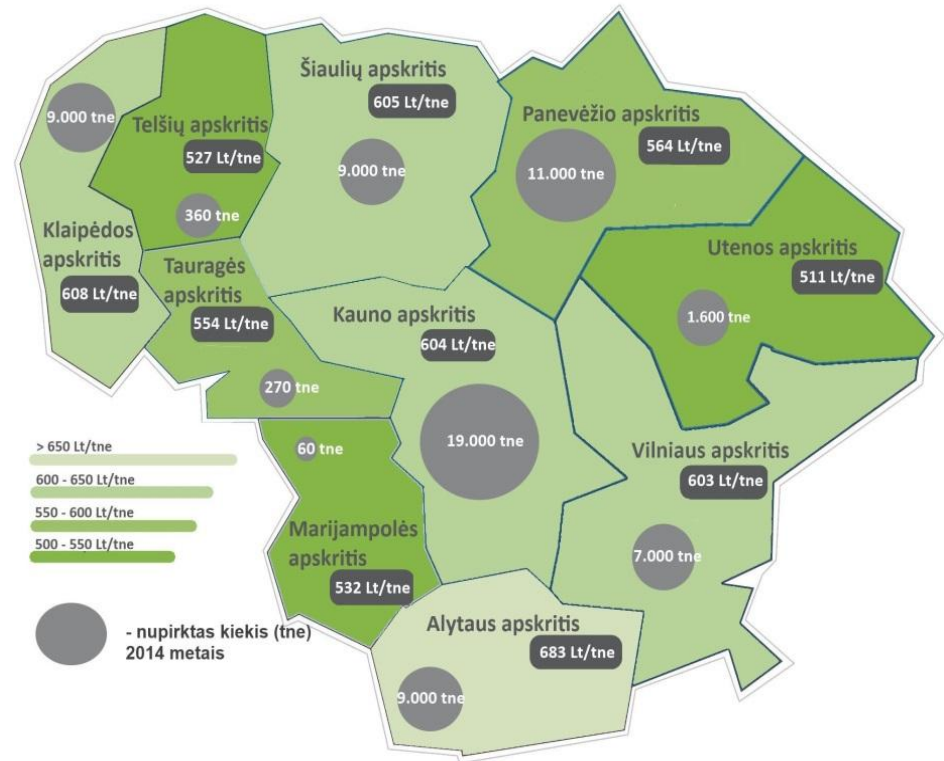 Šiaulių apskritis
605 Lt/tne
9.000 tne
9.000 tne
Telšių apskritis
527 Lt/tne
360 tne
Panevėžio apskritis
564 Lt/tne
11.000 tne
Klaipėdos
apskritis
608 Lt/tne
Tauragės
apskritis
554 Lt/tne
270 tne
Utenos apskritis
511 Lt/tne
1.600 tne
Kauno apskritis
604 Lt/tne
19.000 tne
60 tne
Marijampolės
apskritis
532 Lt/tne
Vilniaus apskritis
603 Lt/tne
7.000 tne
Alytaus apskritis
683 Lt/tne
9.000 tne
> 650 Lt/tne
600 - 650 Lt/tne
550 - 600 Lt/tne
500 - 550 Lt/tne
- nupirktas kiekis (tne)
2014 metais